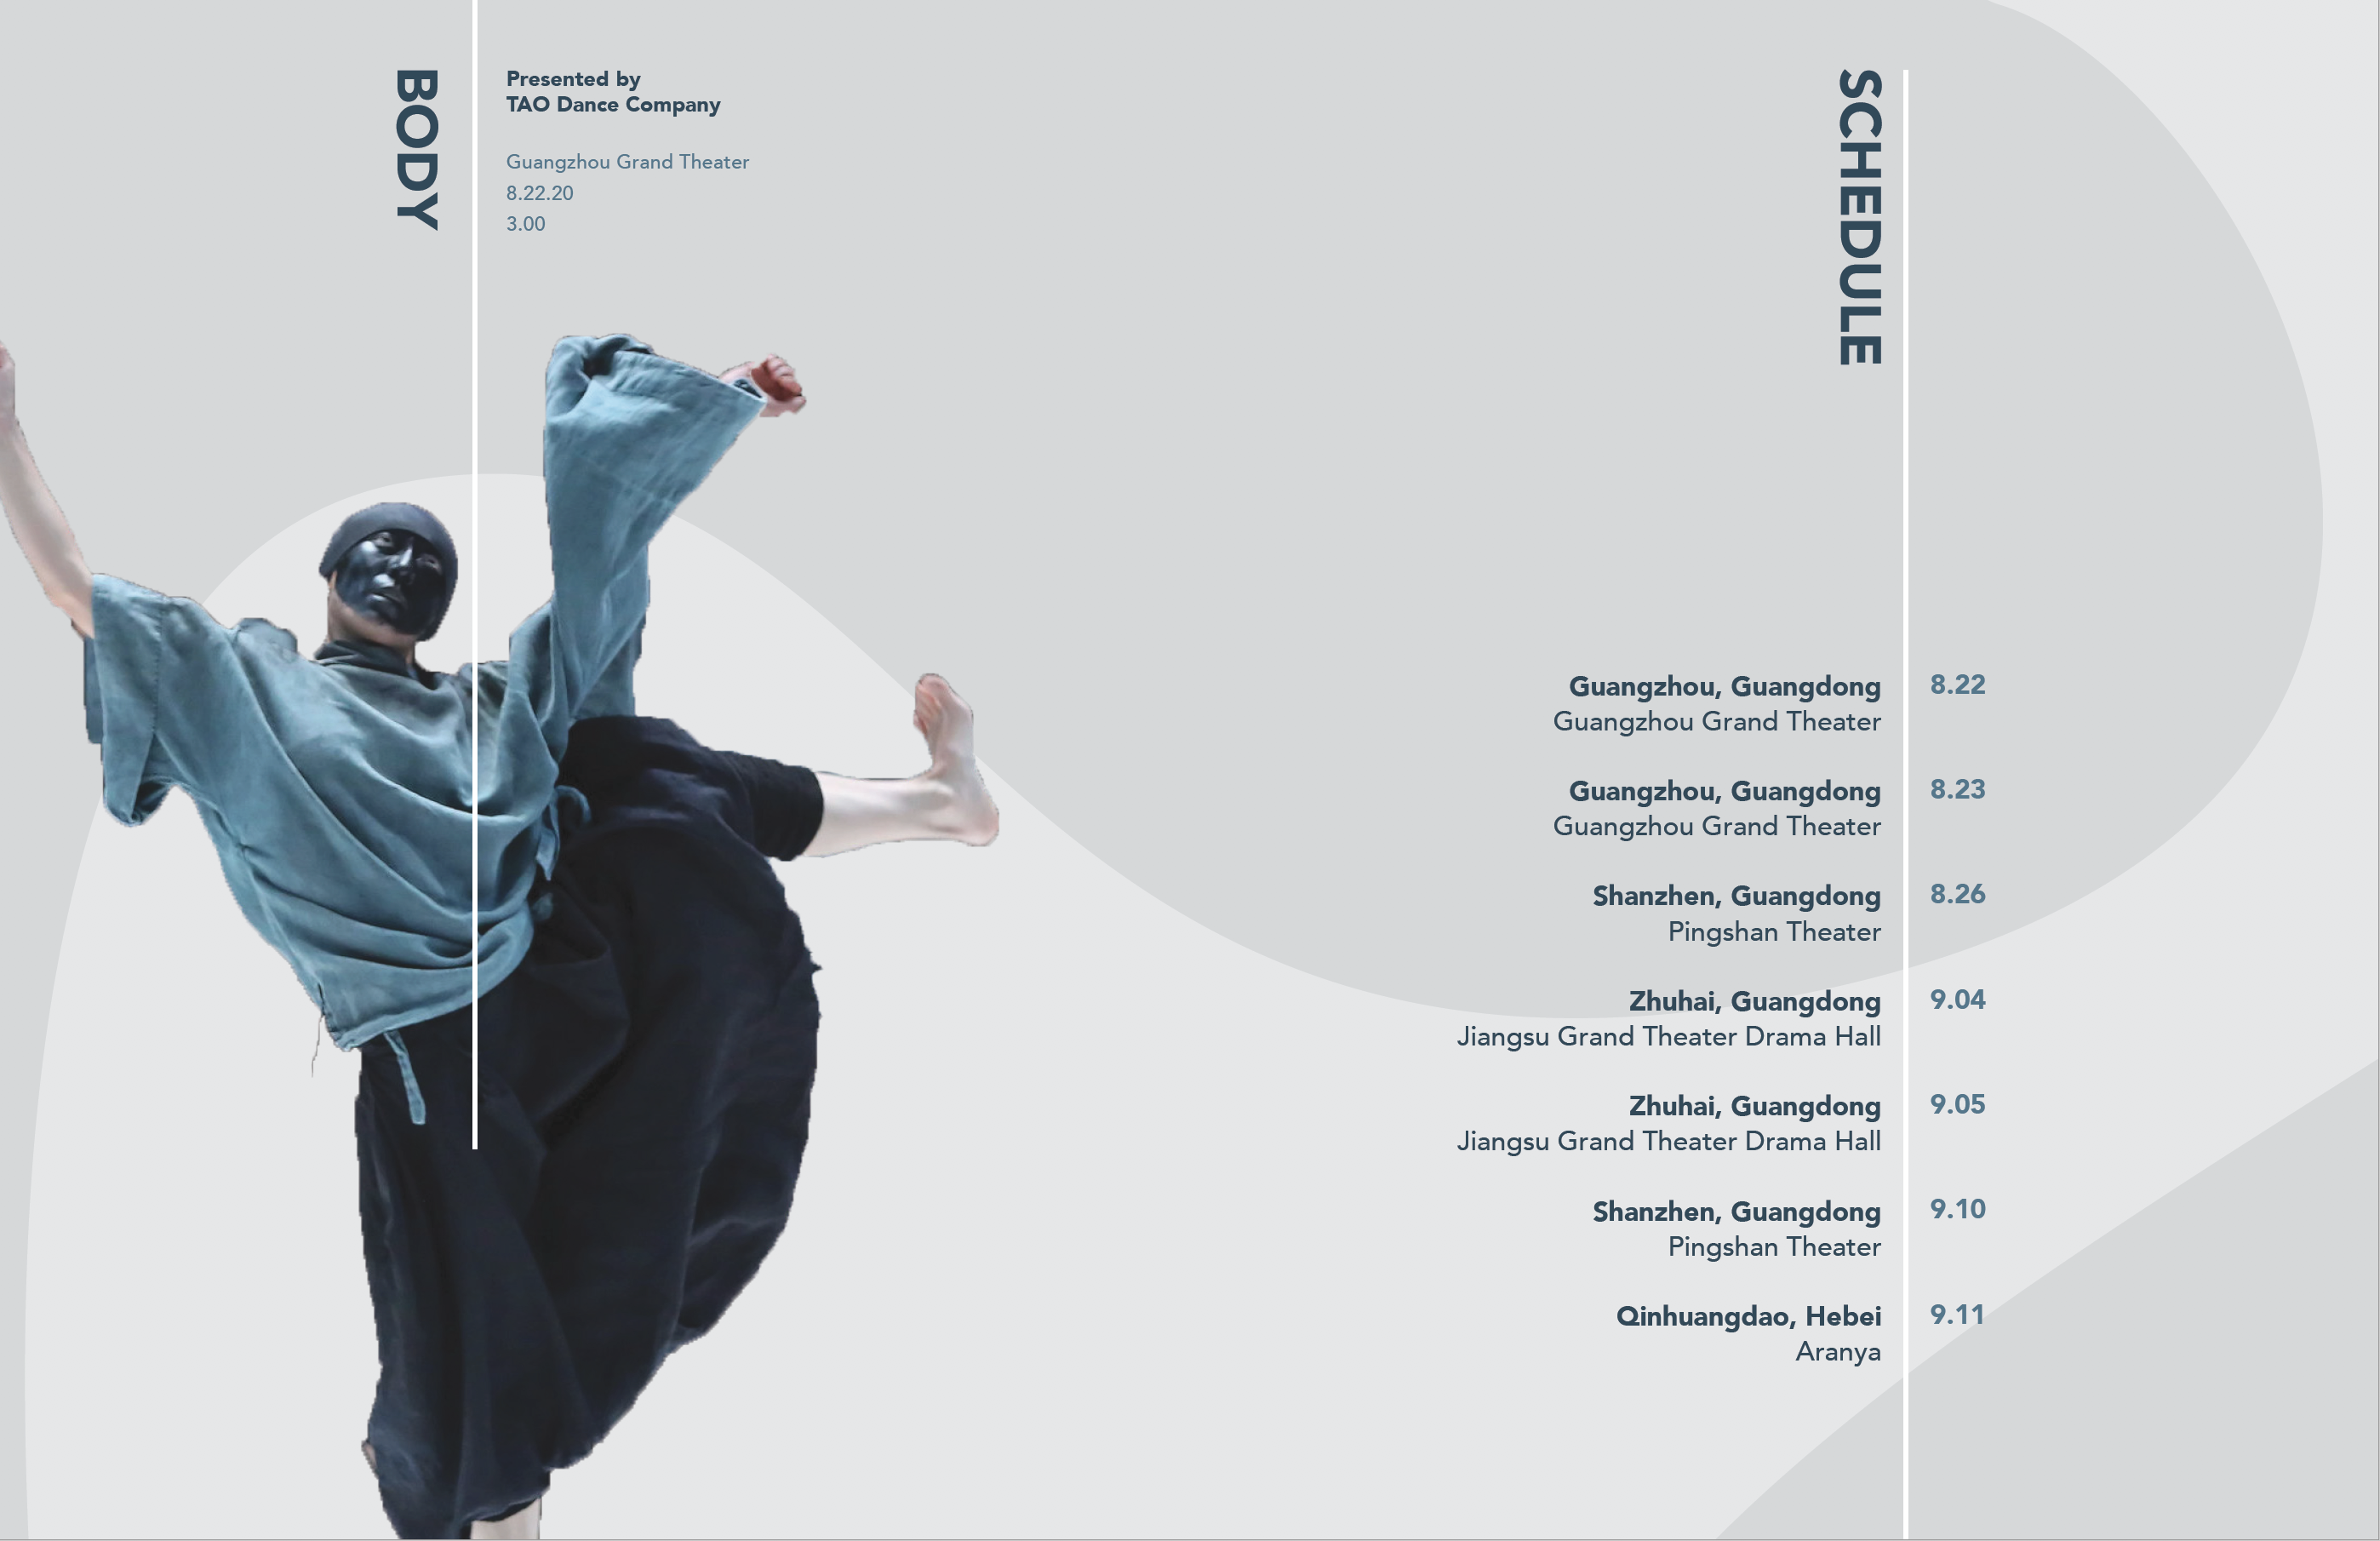 BODY
Presented by
TAO Dance Company
Guangzhou Grand Theater
8.22.20
3.00
SCHEDULE
Guangzhou, Guangdong 8.22
Guangzhou Grand Theater
Guangzhou, Guangdong 8.23
Guangzhou Grand Theater
Shanzhen, Guangdong 8.26
Pingshan Theater
Zhuhai, Guangdong 9.04
Jiangsu Grand Theater Drama Hall
Zhuhai, Guangdong 9.05
Jiangsu Grand Theater Drama Hall
Shanzhen, Guangdong 9.10
Pingshan Theater
Qinhuangdao, Hebei 9.11
Aranya